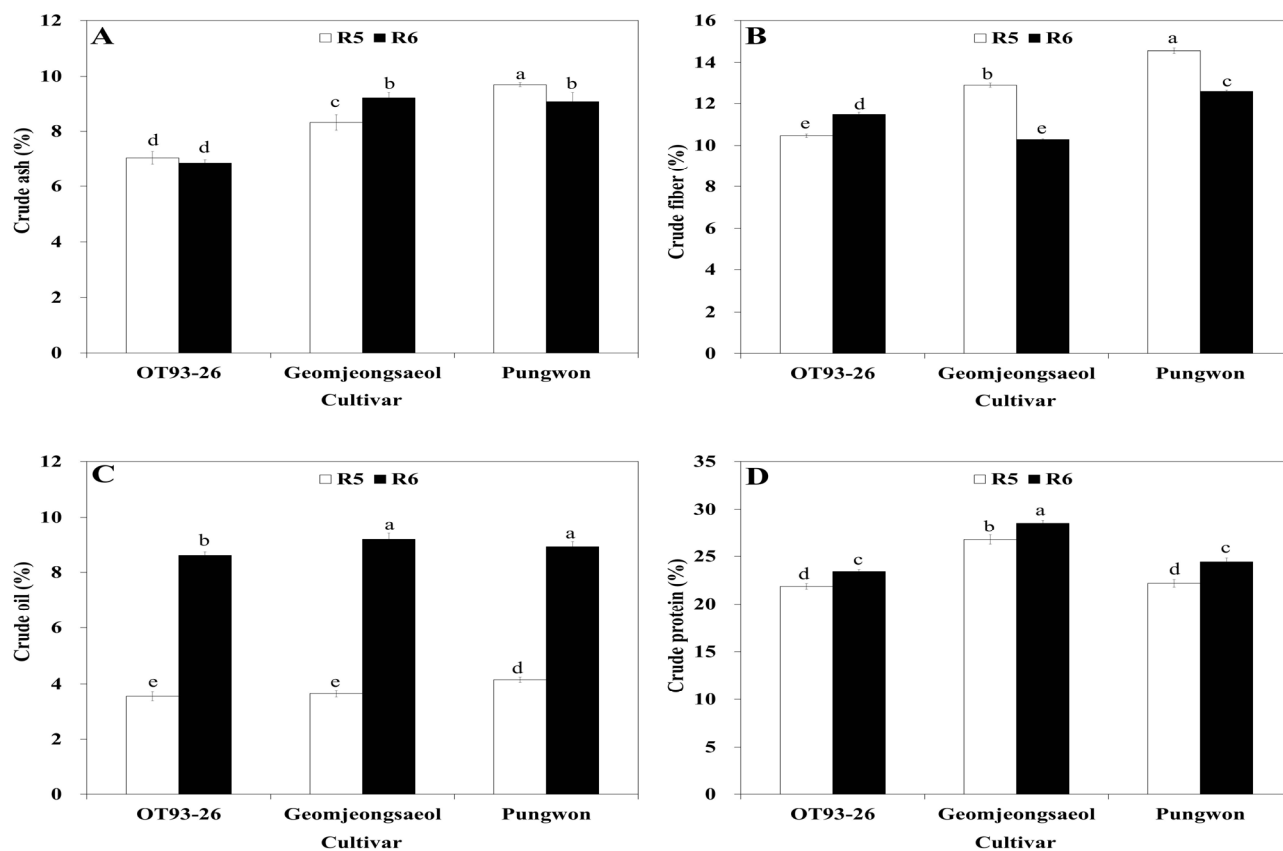 A
R5 R6
Crude ash (%)
12
10
8
6
4
2
0
d d c b a b
OT93-26 Geomjeongsaeol Pungwon
Cultivar
B
R5 R6
Crude fiber (%)
16
14
12
10
8
6
4
2
0
e d b e a c
OT93-26 Geomjeongsaeol Pungwon
Cultivar
C
R5 R6
Crude oil (%)
12
10
8
6
4
2
0
e b e a d a
OT93-26 Geomjeongsaeol Pungwon
Cultivar
D
R5 R6
Crude protein (%)
35
30
25
20
15
10
5
0
d c b a d c
OT93-26 Geomjeongsaeol Pungwon
Cultivar